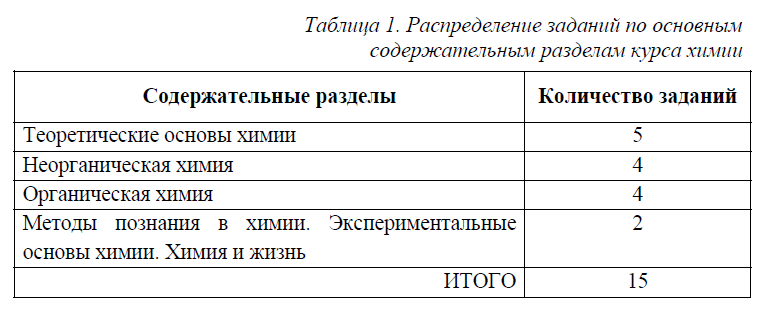 Таблица 1. Распределение заданий по основным
содержательным разделам курса химии
Содержательные разделы Количество заданий
Теоретические основы химии 5
Неорганическая химия 4
Органическая химия 4
Методы познания в химии. Экспериментальные 2
основы химии. Химия и жизнь
ИТОГО 15